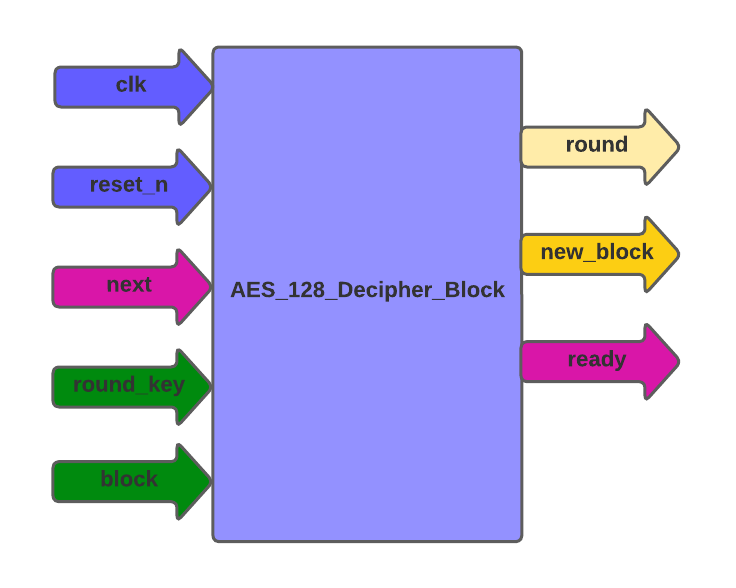 clk
reset_n
next
round_key
block
AES_128_Decipher_Block
round
new_block
ready